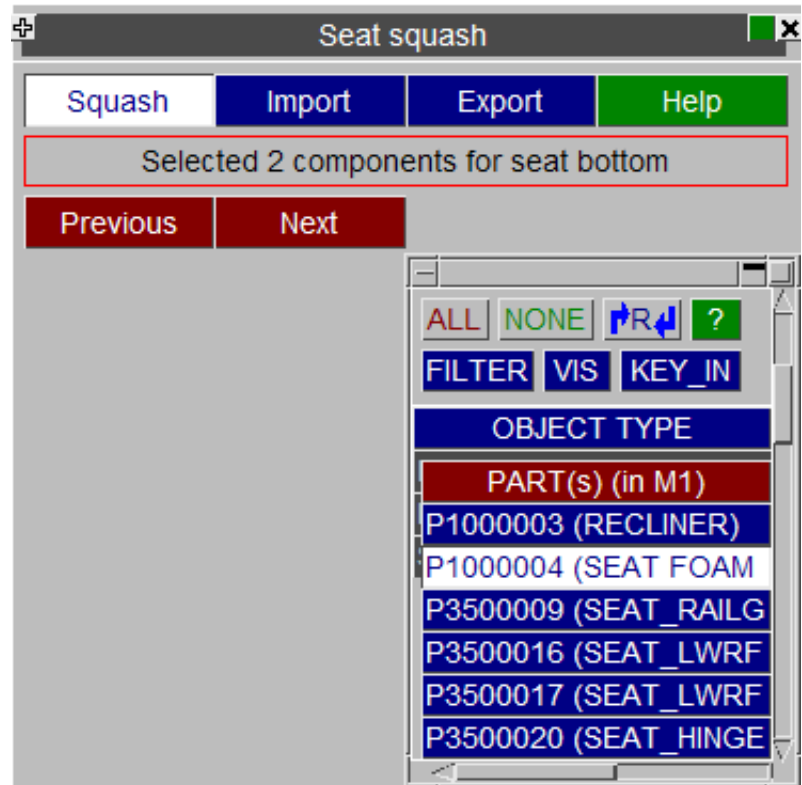 Seat squash
Squash Import Export Help
Selected 2 components for seat bottom
Previous Next
ALL NONE R ?
FILTER VIS KEY_IN
OBJECT TYPE
PART(s) (in M1)
P1000003 (RECLINER)
P1000004 (SEAT FOAM
P3500009 (SEAT_RAILG
P3500016 (SEAT_LWRF
P3500017 (SEAT_LWRF
P3500020 (SEAT_HINGE